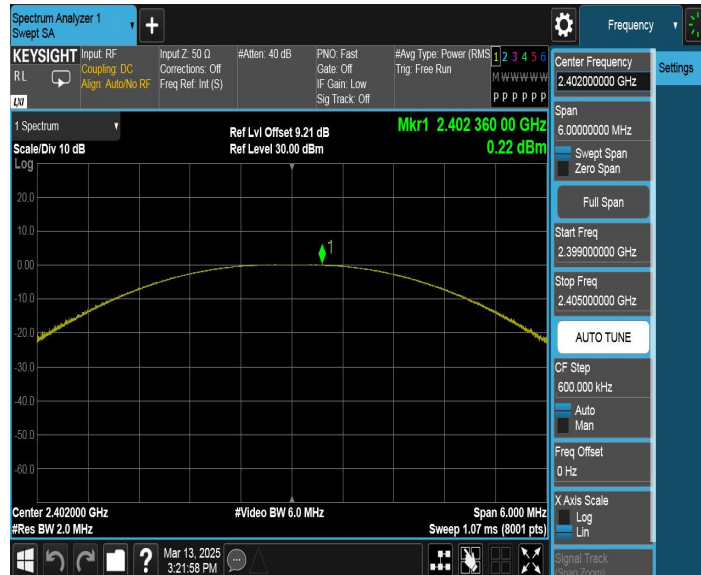 Spectrum Analyzer 1
Swept SA
+
Frequency
KEYSIGHT
RL
LXI
Input: RF
Coupling: DC
Align: Auto/No RF
Input Z: 50 Ω
Corrections: Off
Freq Ref: Int (S)
#Atten: 40 dB
PNO: Fast
Gate: Off
IF Gain: Low
Sig Track: Off
#Avg Type: Power (RMS
Trig: Free Run
1 2 3 4 5 6
M W W W W W
P P P P P P
1 Spectrum
Scale/Div 10 dB
Log
Ref Lvl Offset 9.21 dB
Ref Level 30.00 dBm
Mkr1 2.402 360 00 GHz
0.22 dBm
20.0
10.0
0.00
-10.0
-20.0
-30.0
-40.0
-50.0
-60.0
1
Center 2.402000 GHz
#Res BW 2.0 MHz
#Video BW 6.0 MHz
Span 6.000 MHz
Sweep 1.07 ms (8001 pts)
Center Frequency
2.402000000 GHz
Settings
Span
6.00000000 MHz
Swept Span
Zero Span
Full Span
Start Freq
2.399000000 GHz
Stop Freq
2.405000000 GHz
AUTO TUNE
CF Step
600.000 kHz
Auto
Man
Freq Offset
0 Hz
X Axis Scale
Log
Lin
Signal Track
(Span Zoom)
?
Mar 13, 2025
3:21:58 PM